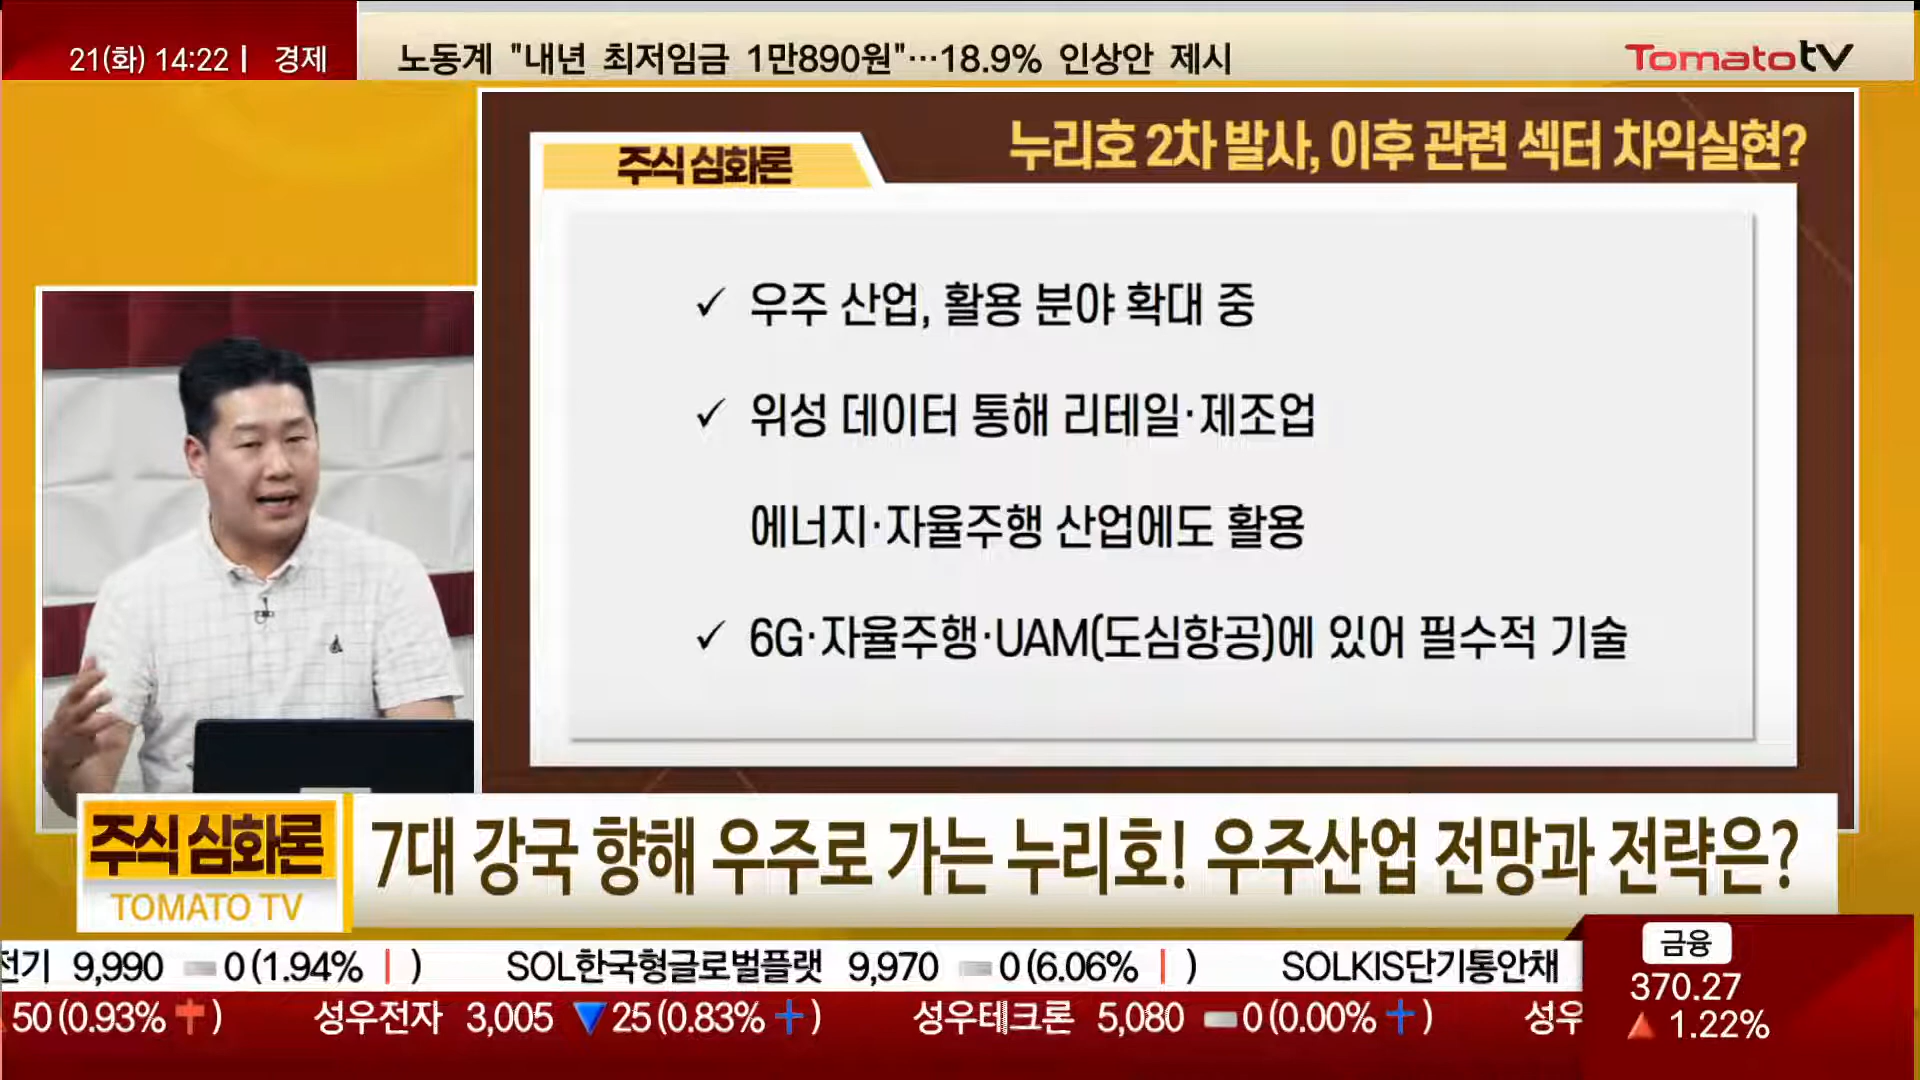 21(화) 14:22 | 경제
노동계 "내년 최저임금 1만890원"…18.9% 인상안 제시
Tomato tv
누리호 2차 발사, 이후 관련 섹터 차익실현?
주식 심화론
✓ 우주 산업, 활용 분야 확대 중
✓ 위성 데이터 통해 리테일·제조업
에너지·자율주행 산업에도 활용
✓ 6G·자율주행·UAM(도심항공)에 있어 필수적 기술
주식 심화론
TOMATO TV
7대 강국 향해 우주로 가는 누리호! 우주산업 전망과 전략은?
전기 9,990 0(1.94% | ) SOL한국형글로벌플랫 9,970 0(6.06% | ) SOLKIS단기통안채
50(0.93% ) 성우전자 3,005 ▼25(0.83% ) 성우테크론 5,080 0(0.00% ) 성우
금융
370.27
▲ 1.22%